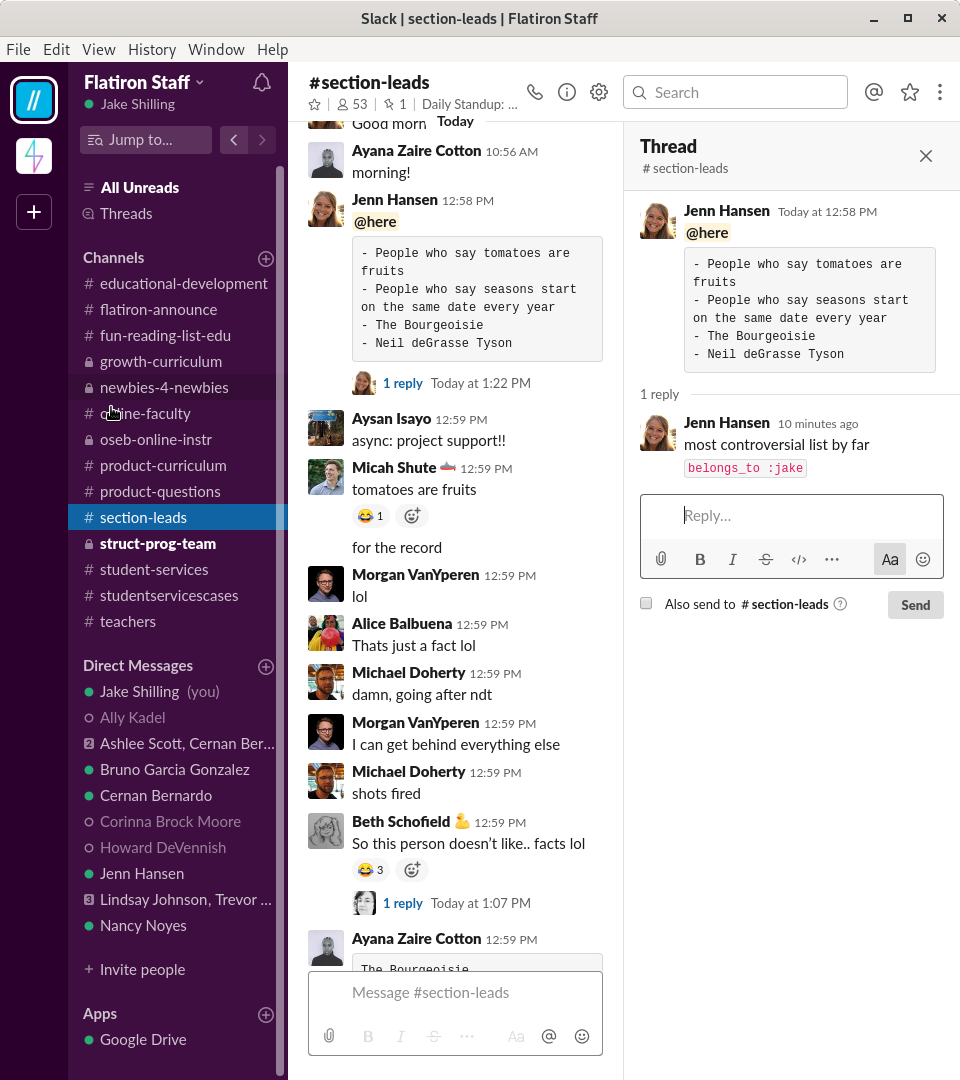 Slack | section-leads | Flatiron Staff
File Edit View History Window Help
Flatiron Staff
Jake Shilling
Jump to...
All Unreads
Threads
Channels
# educational-development
# flatiron-announce
# fun-reading-list-edu
growth-curriculum
newbies-4-newbies
# online-faculty
oseb-online-instr
# product-curriculum
# product-questions
# section-leads
struct-prog-team
# student-services
# studentservicescases
# teachers
Direct Messages
Jake Shilling (you)
Ally Kadel
2 Ashlee Scott, Cernan Ber...
Bruno Garcia Gonzalez
Cernan Bernardo
Corinna Brock Moore
Howard DeVennish
Jenn Hansen
3 Lindsay Johnson, Trevor ...
Nancy Noyes
+ Invite people
Apps
Google Drive
#section-leads
53 | 1 | Daily Standup: ...
Search
Good morn
Today
Ayana Zaire Cotton 10:56 AM
morning!
Jenn Hansen 12:58 PM
@here
- People who say tomatoes are
fruits
- People who say seasons start
on the same date every year
- The Bourgeoisie
- Neil deGrasse Tyson
1 reply Today at 1:22 PM
Aysan Isayo 12:59 PM
async: project support!!
Micah Shute 12:59 PM
tomatoes are fruits
😂 1
for the record
Morgan VanYperen 12:59 PM
lol
Alice Balbuena 12:59 PM
Thats just a fact lol
Michael Doherty 12:59 PM
damn, going after ndt
Morgan VanYperen 12:59 PM
I can get behind everything else
Michael Doherty 12:59 PM
shots fired
Beth Schofield 12:59 PM
So this person doesn't like.. facts lol
😂 3
1 reply Today at 1:07 PM
Ayana Zaire Cotton 12:59 PM
The Bourgeoisie
Message #section-leads
B I S ••• Aa @
Thread
# section-leads
Jenn Hansen Today at 12:58 PM
@here
- People who say tomatoes are
fruits
- People who say seasons start
on the same date every year
- The Bourgeoisie
- Neil deGrasse Tyson
1 reply
Jenn Hansen 10 minutes ago
most controversial list by far
belongs_to :jake
Reply...
B I S </> ••• Aa
Also send to # section-leads ?
Send